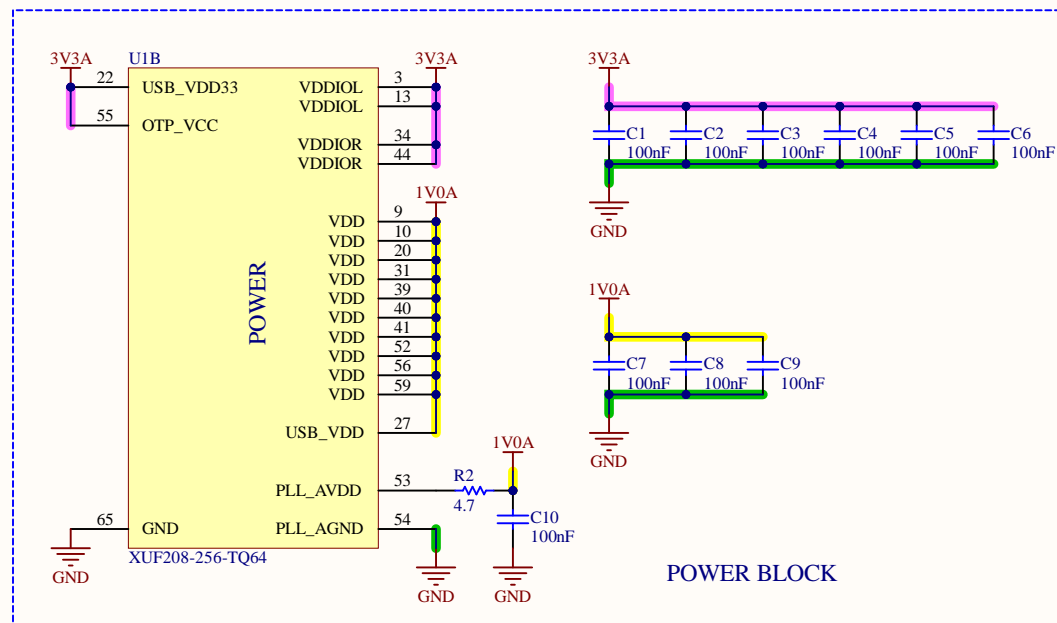 3V3A
U1B
3V3A
3V3A
22
USB_VDD33
VDDIOL
3
55
OTP_VCC
VDDIOL
13
VDDIOR
34
VDDIOR
44
C1
100nF
C2
100nF
C3
100nF
C4
100nF
C5
100nF
C6
100nF
GND
1V0A
VDD
9
VDD
10
VDD
20
VDD
31
VDD
39
VDD
40
VDD
41
VDD
52
VDD
56
VDD
59
USB_VDD
27
POWER
1V0A
C7
100nF
C8
100nF
C9
100nF
GND
1V0A
PLL_AVDD
53
R2
4.7
C10
100nF
65
GND
PLL_AGND
54
XUF208-256-TQ64
GND
GND
GND
POWER BLOCK